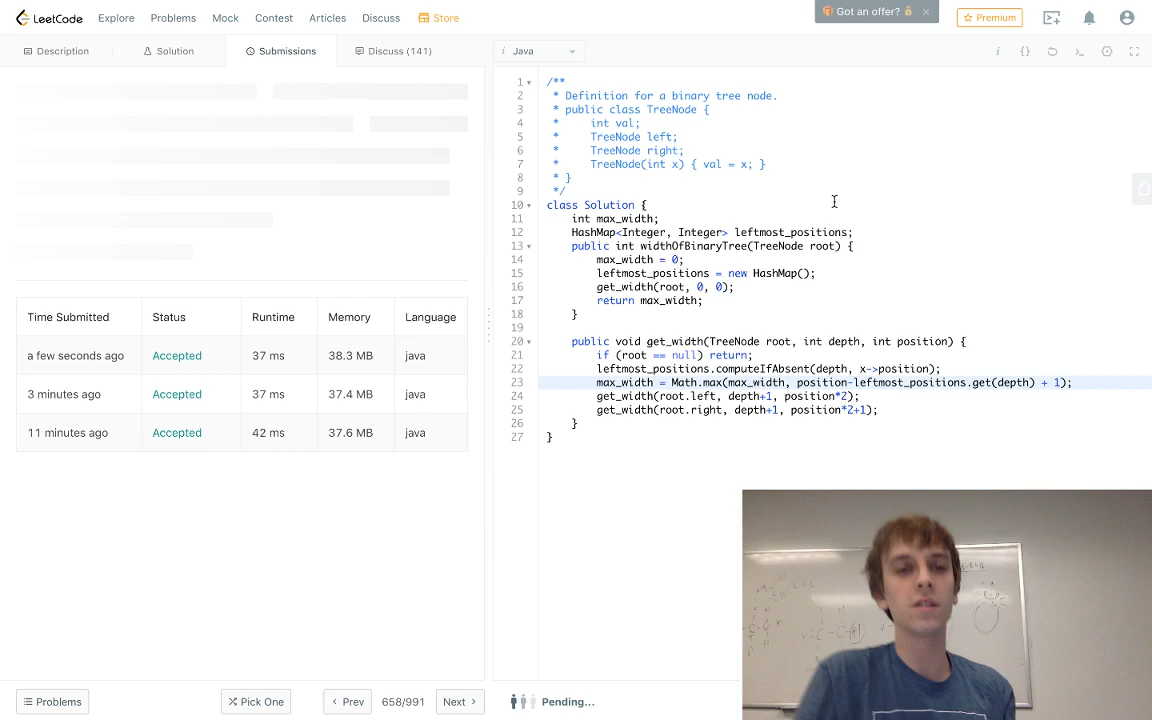 LeetCode Explore Problems Mock Contest Articles Discuss Store Got an offer? × Premium
Description Solution Submissions Discuss (141) i Java
1 /**
2 * Definition for a binary tree node.
3 * public class TreeNode {
4 * int val;
5 * TreeNode left;
6 * TreeNode right;
7 * TreeNode(int x) { val = x; }
8 * }
9 */
10 class Solution {
11 int max_width;
12 HashMap<Integer, Integer> leftmost_positions;
13 public int widthOfBinaryTree(TreeNode root) {
14 max_width = 0;
15 leftmost_positions = new HashMap();
16 get_width(root, 0, 0);
17 return max_width;
18 }
19
20 public void get_width(TreeNode root, int depth, int position) {
21 if (root == null) return;
22 leftmost_positions.computeIfAbsent(depth, x->position);
23 max_width = Math.max(max_width, position-leftmost_positions.get(depth) + 1);
24 get_width(root.left, depth+1, position*2);
25 get_width(root.right, depth+1, position*2+1);
26 }
27 }
Time Submitted Status Runtime Memory Language
a few seconds ago Accepted 37 ms 38.3 MB java
3 minutes ago Accepted 37 ms 37.4 MB java
11 minutes ago Accepted 42 ms 37.6 MB java
Problems Pick One < Prev 658/991 Next > Pending...